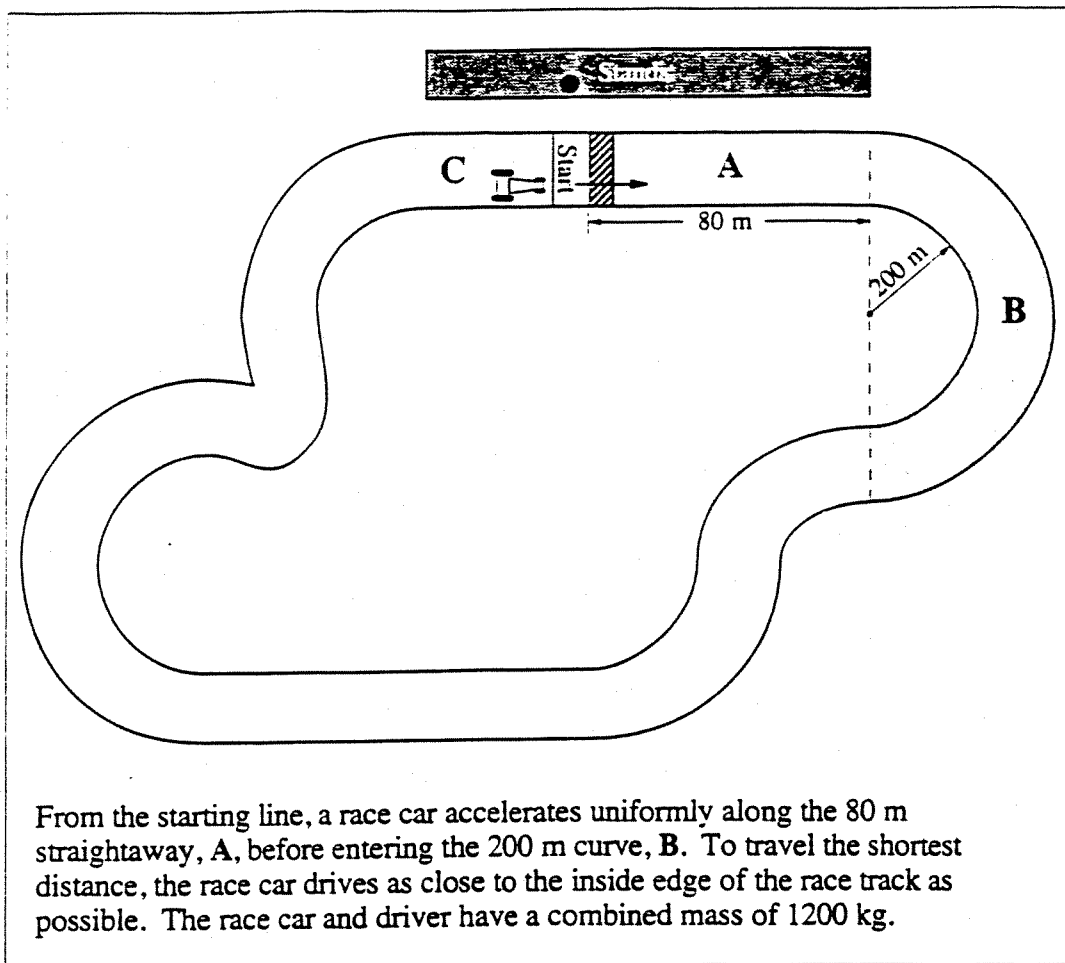 Stands
C
Start
A
80 m
200 m
B
From the starting line, a race car accelerates uniformly along the 80 m
straightaway, A, before entering the 200 m curve, B. To travel the shortest
distance, the race car drives as close to the inside edge of the race track as
possible. The race car and driver have a combined mass of 1200 kg.